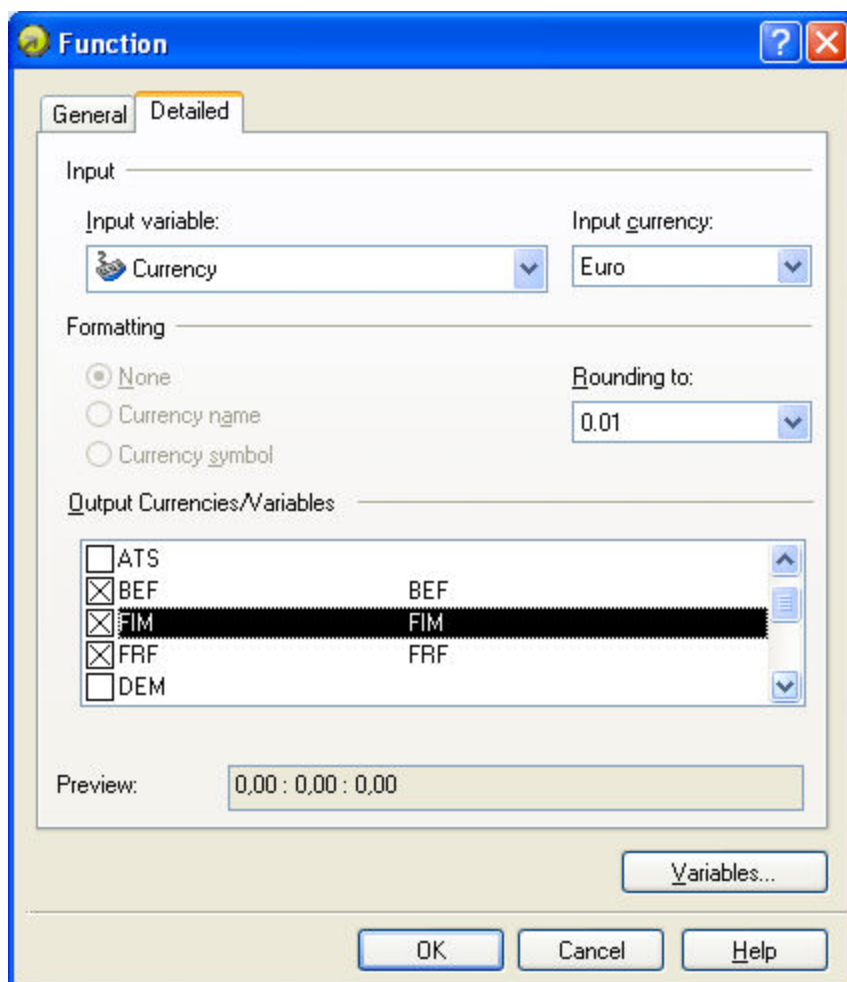 Function
General Detailed
Input
Input variable: Input currency:
Currency Euro
Formatting
None Rounding to:
Currency name 0.01
Currency symbol
Output Currencies/Variables
ATS
BEF BEF
FIM FIM
FRF FRF
DEM
Preview: 0,00 : 0,00 : 0,00
Variables...
OK Cancel Help